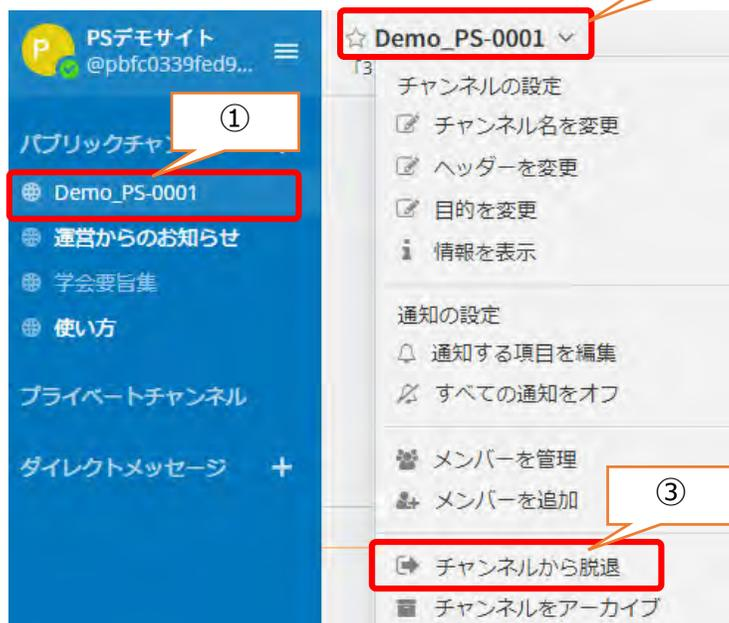 P
PSデモサイト
@pbfc0339fed9...
①
パブリックチャ
Demo_PS-0001
運営からのお知らせ
学会要旨集
使い方
プライベートチャンネル
ダイレクトメッセージ +
Demo_PS-0001
「3
チャンネルの設定
チャンネル名を変更
ヘッダーを変更
目的を変更
情報を表示
通知の設定
通知する項目を編集
すべての通知をオフ
メンバーを管理
メンバーを追加
③
チャンネルから脱退
チャンネルをアーカイブ